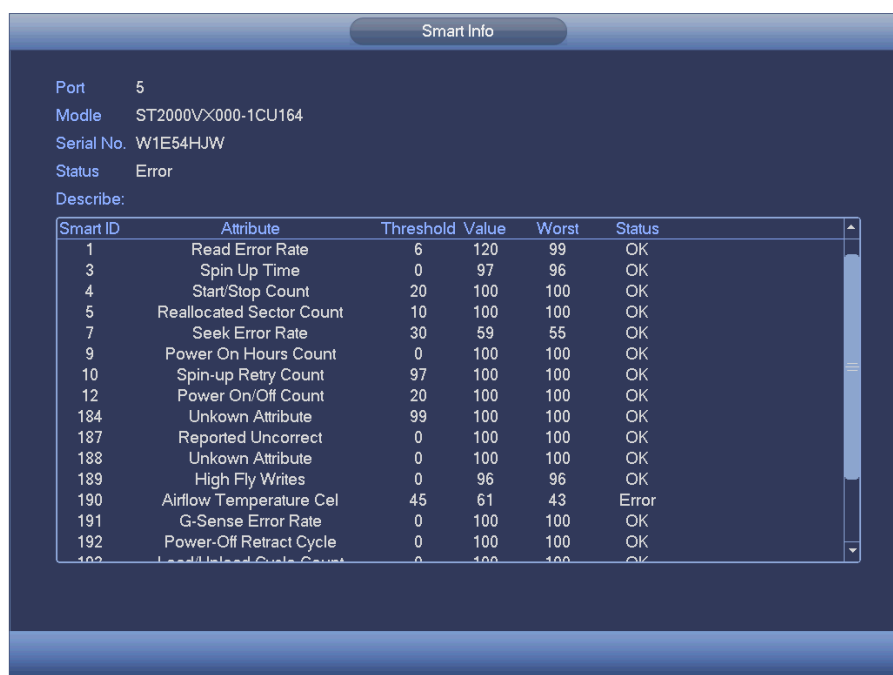 Smart Info
Port 5
Modle ST2000VX000-1CU164
Serial No. W1E54HJW
Status Error
Describe:
Smart ID Attribute Threshold Value Worst Status
1 Read Error Rate 6 120 99 OK
3 Spin Up Time 0 97 96 OK
4 Start/Stop Count 20 100 100 OK
5 Reallocated Sector Count 10 100 100 OK
7 Seek Error Rate 30 59 55 OK
9 Power On Hours Count 0 100 100 OK
10 Spin-up Retry Count 97 100 100 OK
12 Power On/Off Count 20 100 100 OK
184 Unkown Attribute 99 100 100 OK
187 Reported Uncorrect 0 100 100 OK
188 Unkown Attribute 0 100 100 OK
189 High Fly Writes 0 96 96 OK
190 Airflow Temperature Cel 45 61 43 Error
191 G-Sense Error Rate 0 100 100 OK
192 Power-Off Retract Cycle 0 100 100 OK